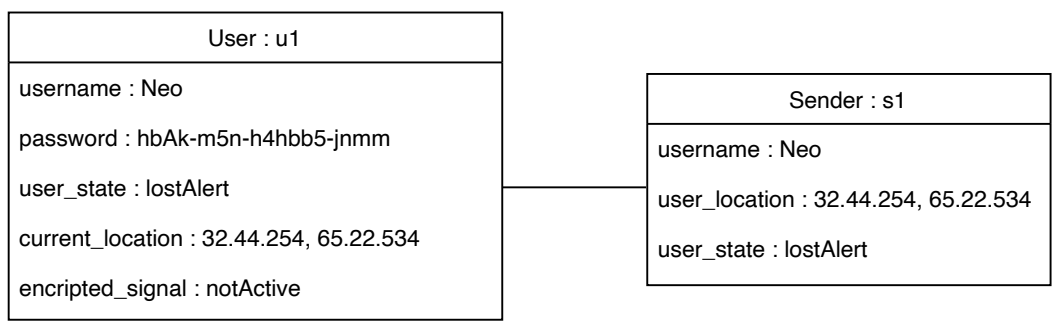 User : u1
username : Neo
password : hbAk-m5n-h4hbb5-jnmm
user_state : lostAlert
current_location : 32.44.254, 65.22.534
encripted_signal : notActive
Sender : s1
username : Neo
user_location : 32.44.254, 65.22.534
user_state : lostAlert